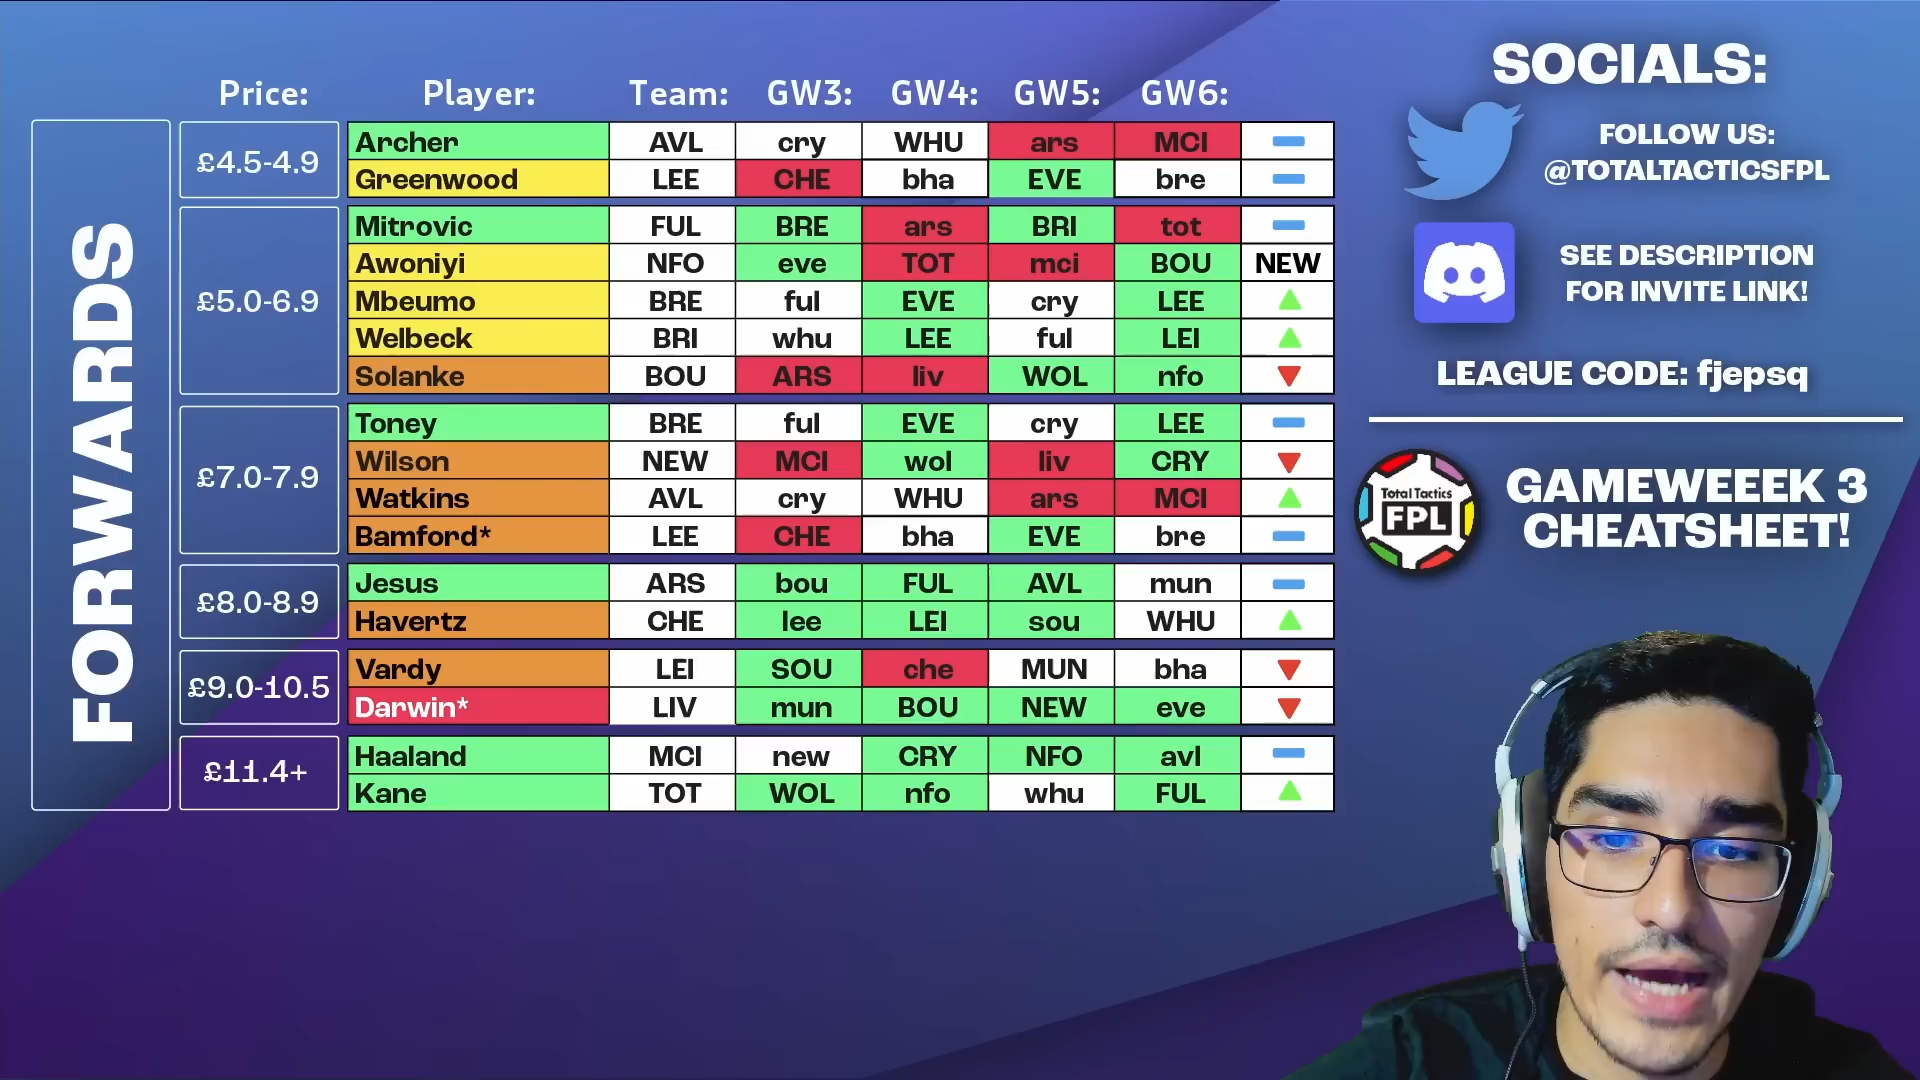 FORWARDS
Price: Player: Team: GW3: GW4: GW5: GW6:
£4.5-4.9
Archer AVL cry WHU ars MCI
Greenwood LEE CHE bha EVE bre
£5.0-6.9
Mitrovic FUL BRE ars BRI tot
Awoniyi NFO eve TOT mci BOU NEW
Mbeumo BRE ful EVE cry LEE
Welbeck BRI whu LEE ful LEI
Solanke BOU ARS liv WOL nfo
£7.0-7.9
Toney BRE ful EVE cry LEE
Wilson NEW MCI wol liv CRY
Watkins AVL cry WHU ars MCI
Bamford* LEE CHE bha EVE bre
£8.0-8.9
Jesus ARS bou FUL AVL mun
Havertz CHE lee LEI sou WHU
£9.0-10.5
Vardy LEI SOU che MUN bha
Darwin* LIV mun BOU NEW eve
£11.4+
Haaland MCI new CRY NFO avl
Kane TOT WOL nfo whu FUL
SOCIALS:
FOLLOW US:
@TOTALTACTICSFPL
SEE DESCRIPTION
FOR INVITE LINK!
LEAGUE CODE: fjepsq
Total Tactics
FPL
GAMEWEEEK 3
CHEATSHEET!